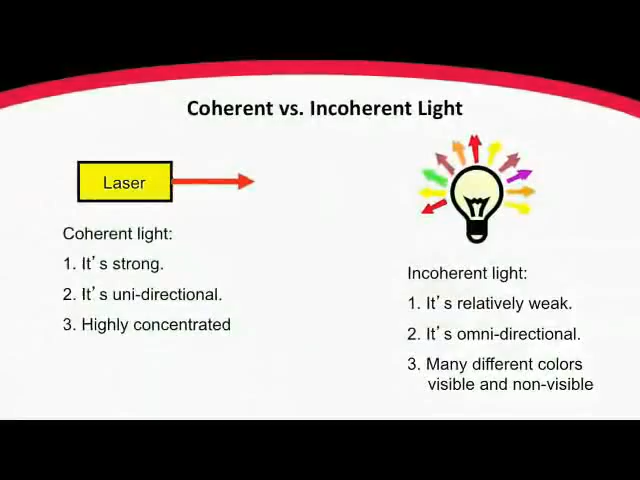 Coherent vs. Incoherent Light
Laser
Coherent light:
1. It's strong.
2. It's uni-directional.
3. Highly concentrated
Incoherent light:
1. It's relatively weak.
2. It's omni-directional.
3. Many different colors
visible and non-visible